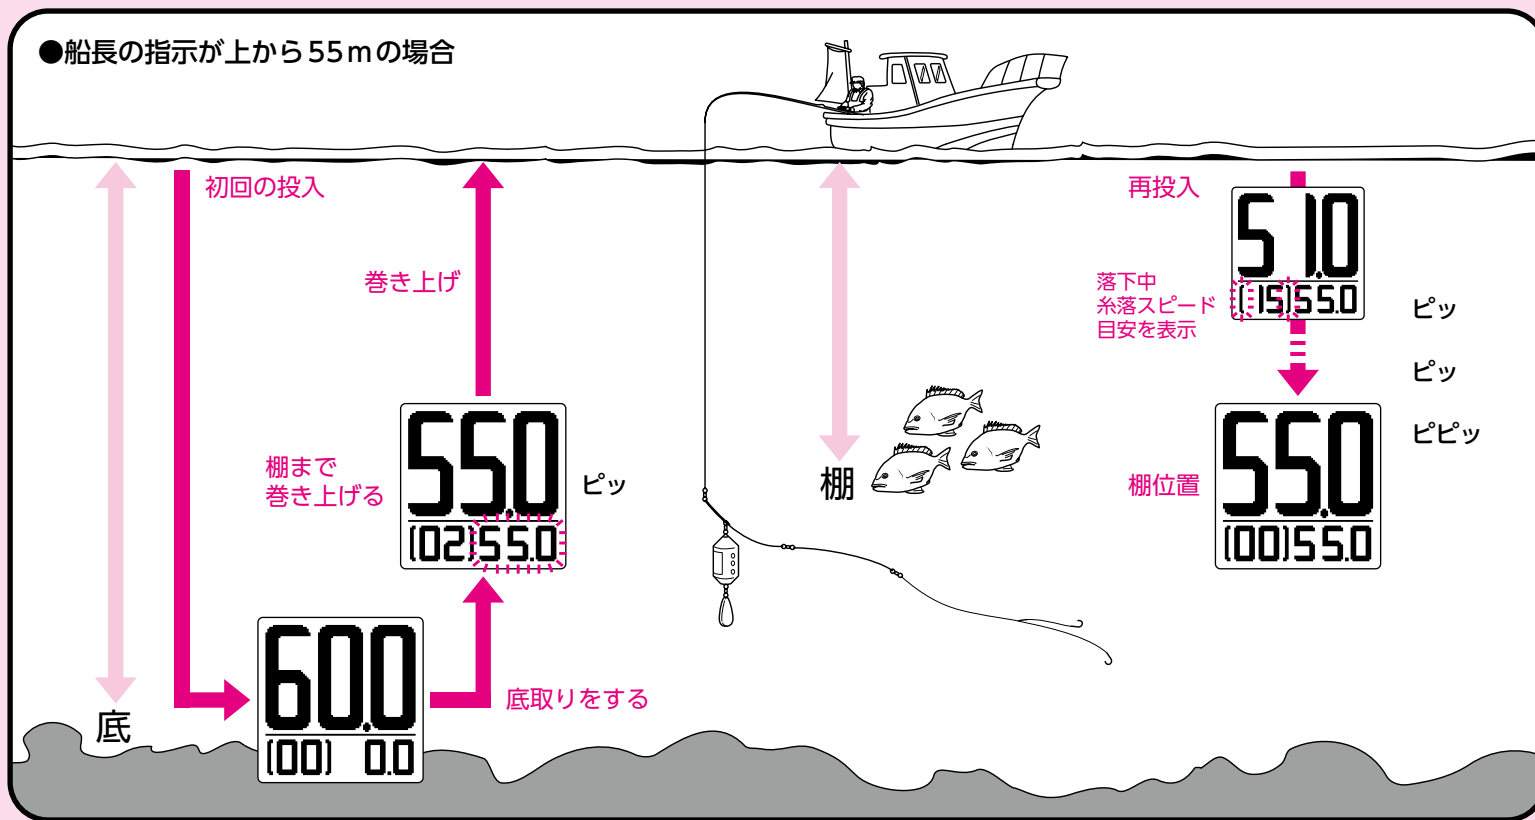 ●船長の指示が上から55mの場合
初回の投入
巻き上げ
棚まで
巻き上げる
55.0
(02)55.0
ピッ
60.0
(00) 0.0
底取りをする
底
棚
再投入
51.0
(15)55.0
落下中
糸落スピード
目安を表示
ピッ
ピッ
ピピッ
棚位置
55.0
(00)55.0